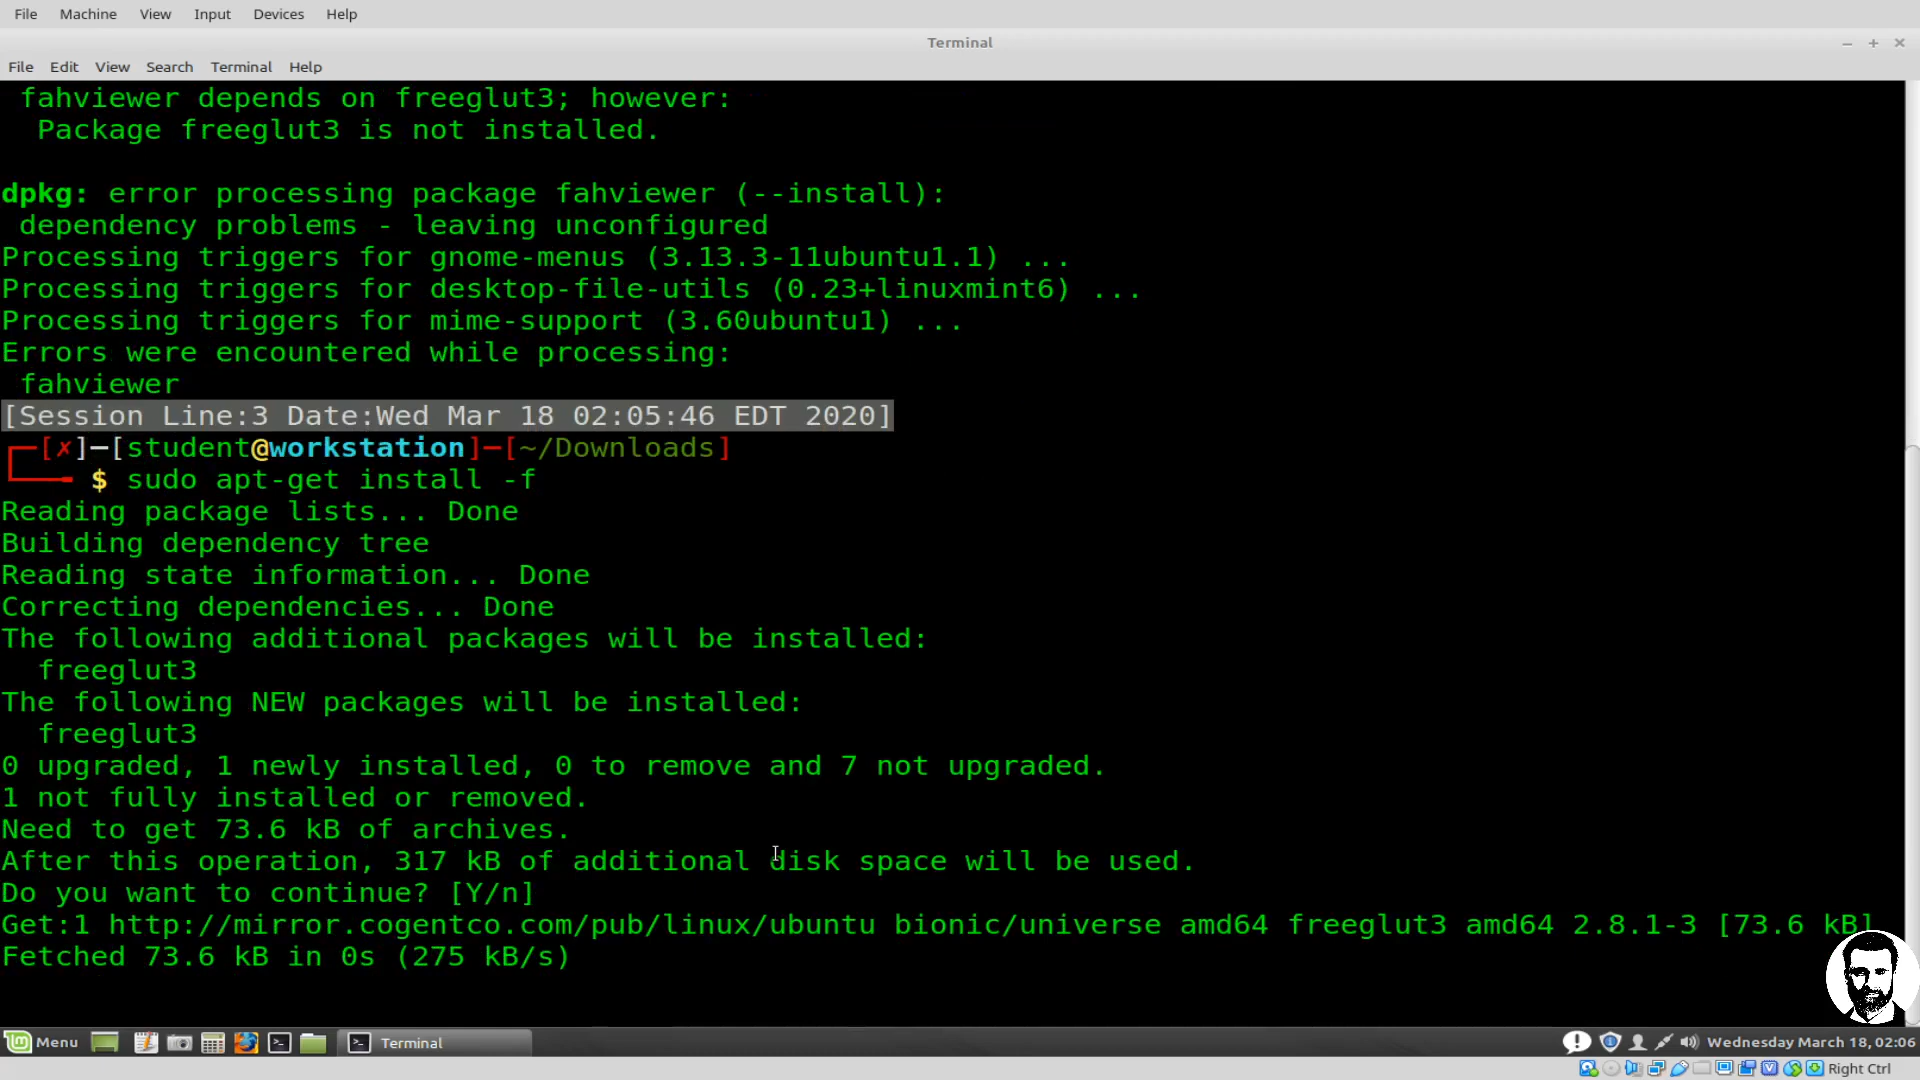 File Machine View Input Devices Help
Terminal
File Edit View Search Terminal Help
fahviewer depends on freeglut3; however:
Package freeglut3 is not installed.
dpkg: error processing package fahviewer (--install):
dependency problems - leaving unconfigured
Processing triggers for gnome-menus (3.13.3-11ubuntu1.1) ...
Processing triggers for desktop-file-utils (0.23+linuxmint6) ...
Processing triggers for mime-support (3.60ubuntu1) ...
Errors were encountered while processing:
fahviewer
[Session Line:3 Date:Wed Mar 18 02:05:46 EDT 2020]
┌─[✗]─[student@workstation]─[~/Downloads]
└──╼ $ sudo apt-get install -f
Reading package lists... Done
Building dependency tree
Reading state information... Done
Correcting dependencies... Done
The following additional packages will be installed:
freeglut3
The following NEW packages will be installed:
freeglut3
0 upgraded, 1 newly installed, 0 to remove and 7 not upgraded.
1 not fully installed or removed.
Need to get 73.6 kB of archives.
After this operation, 317 kB of additional disk space will be used.
Do you want to continue? [Y/n]
Get:1 http://mirror.cogentco.com/pub/linux/ubuntu bionic/universe amd64 freeglut3 amd64 2.8.1-3 [73.6 kB]
Fetched 73.6 kB in 0s (275 kB/s)
Menu Terminal Wednesday March 18, 02:06
Right Ctrl